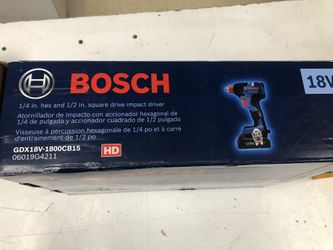 BOSCH
18V
1/4 in. hex and 1/2 in. square drive impact driver
Atornillador de impacto con accionador hexagonal de
1/4 de pulgada y accionador cuadrado de 1/2 pulgada
Visseuse à percussion hexagonale de 1/4 po et à carré
d'entraînement de 1/2 po
GDX18V-1800CB15
06019G4211
HD